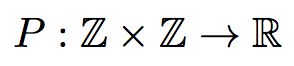 P : ℤ × ℤ → ℝ